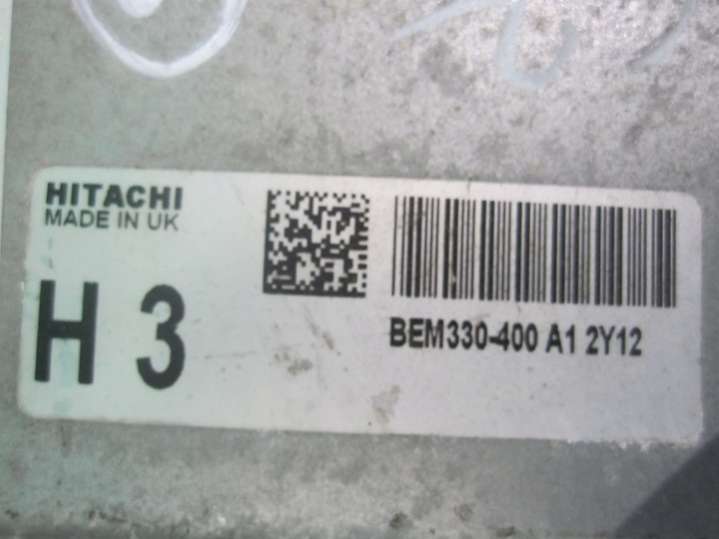 HITACHI
MADE IN UK
H 3
BEM330-400 A1 2Y12